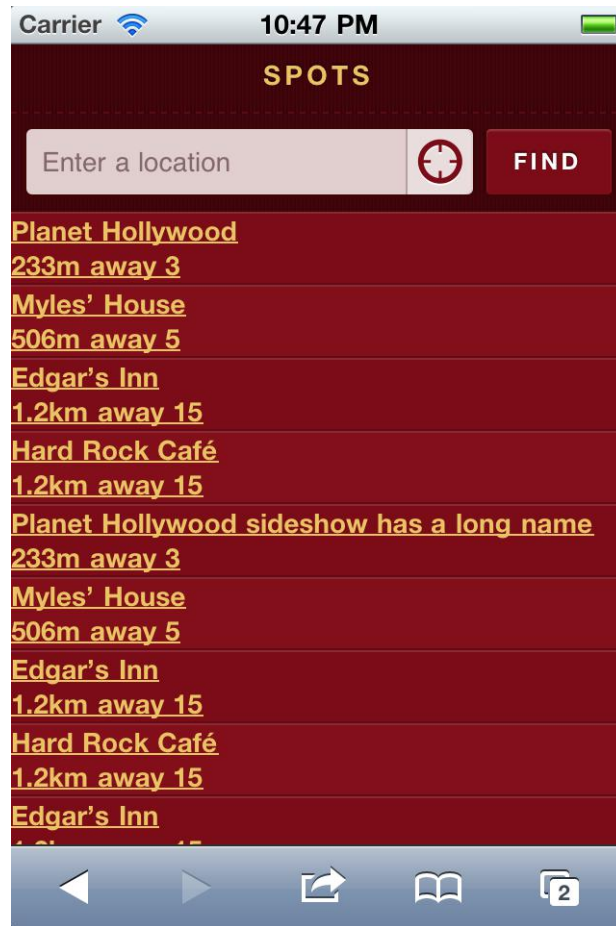 Carrier 10:47 PM
SPOTS
Enter a location FIND
Planet Hollywood
233m away 3
Myles’ House
506m away 5
Edgar’s Inn
1.2km away 15
Hard Rock Café
1.2km away 15
Planet Hollywood sideshow has a long name
233m away 3
Myles’ House
506m away 5
Edgar’s Inn
1.2km away 15
Hard Rock Café
1.2km away 15
Edgar’s Inn
2